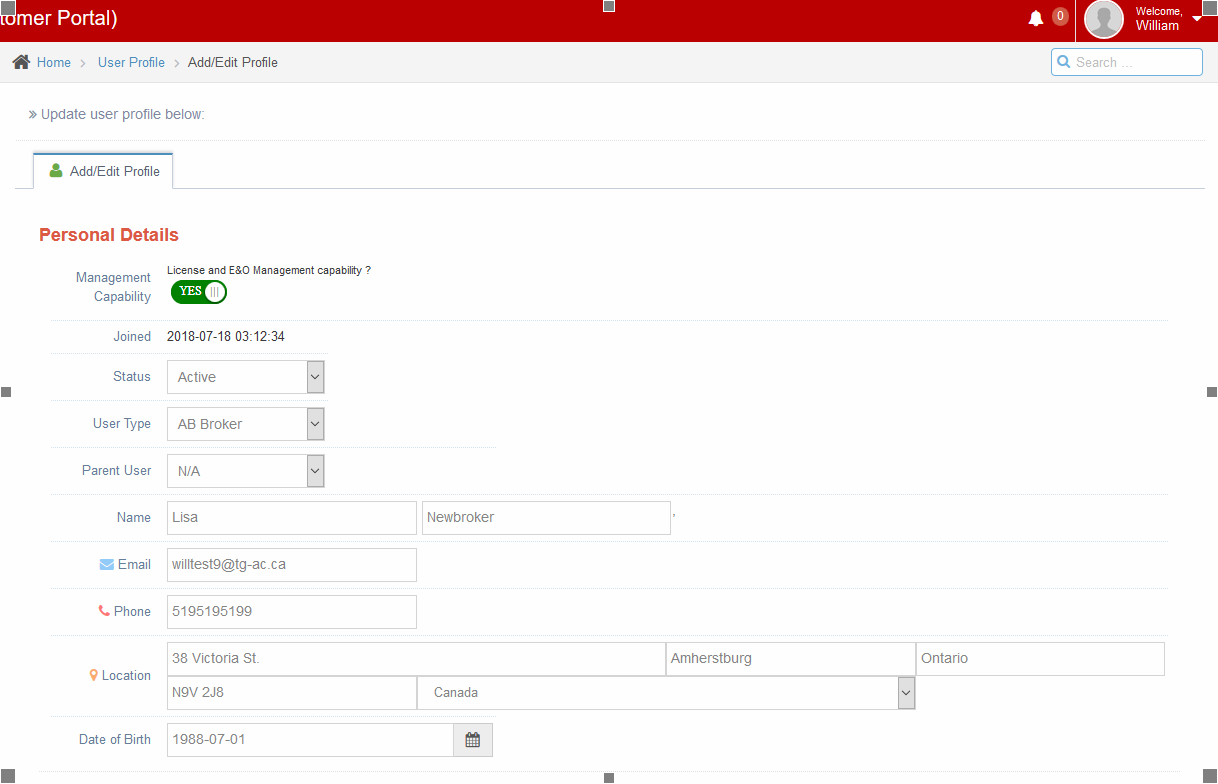 tomer Portal)
0
Welcome,
William
Home > User Profile > Add/Edit Profile
Search ...
» Update user profile below:
Add/Edit Profile
Personal Details
Management Capability
License and E&O Management capability ?
YES
Joined 2018-07-18 03:12:34
Status Active
User Type AB Broker
Parent User N/A
Name Lisa Newbroker
Email willtest9@tg-ac.ca
Phone 5195195199
Location 38 Victoria St. Amherstburg Ontario
N9V 2J8 Canada
Date of Birth 1988-07-01